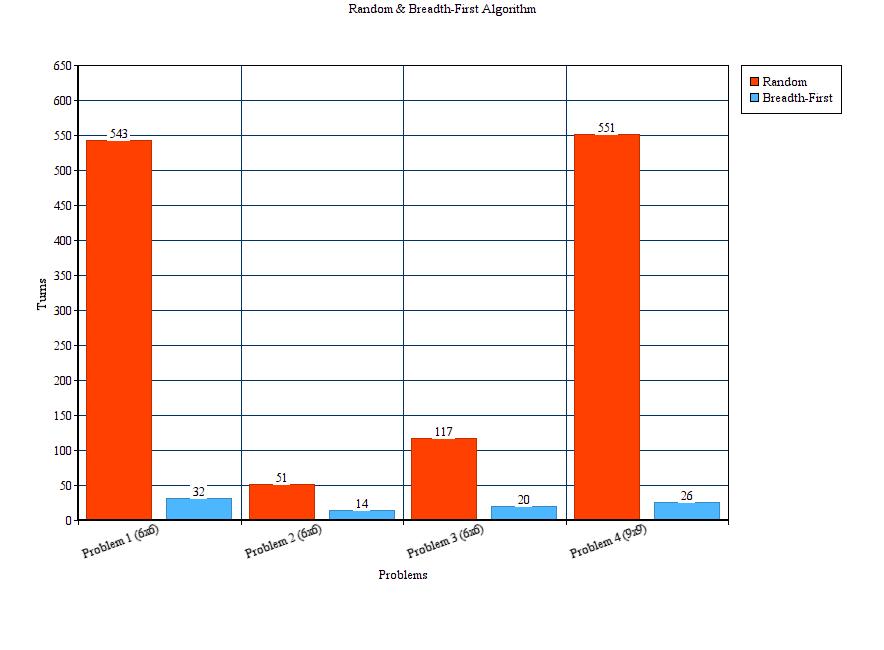 Random & Breadth-First Algorithm
650
600
550
500
450
400
350
300
250
200
150
100
50
0
Turns
543
32
51
14
117
20
551
26
Problem 1 (6x6)
Problem 2 (6x6)
Problem 3 (6x6)
Problem 4 (9x9)
Problems
Random
Breadth-First